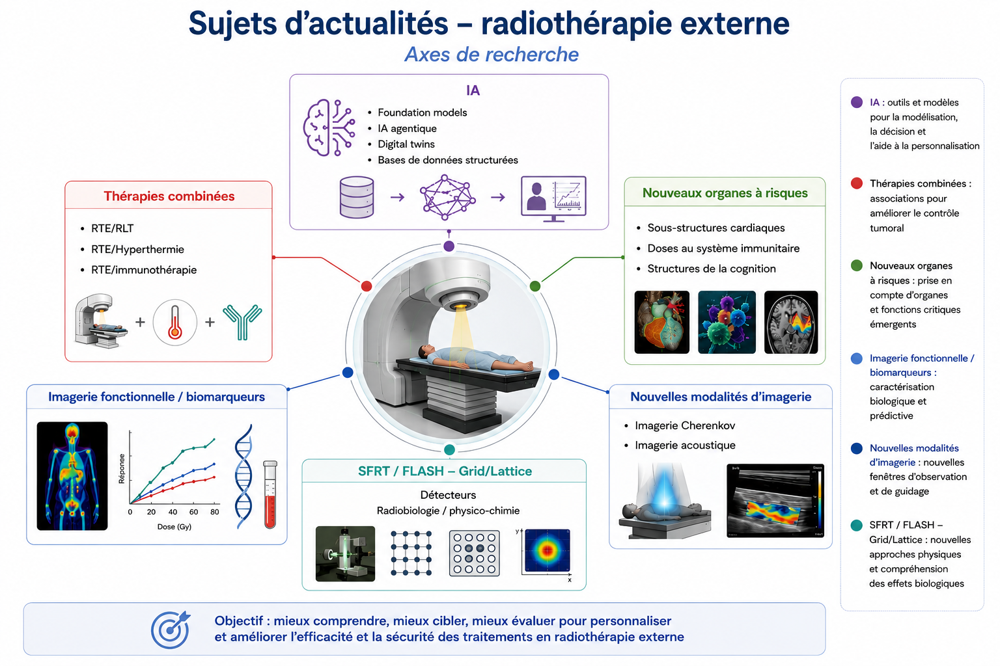 Sujets d’actualités – radiothérapie externe
Axes de recherche
IA
• Foundation models
• IA agentique
• Digital twins
• Bases de données structurées
Thérapies combinées
• RTE/RLT
• RTE/Hyperthermie
• RTE/immunothérapie
+
+
Nouveaux organes à risques
• Sous-structures cardiaques
• Doses au système immunitaire
• Structures de la cognition
Imagerie fonctionnelle / biomarqueurs
Réponee
0 20 40 60 80
Dose (Gy)
SFRT / FLASH – Grid/Lattice
Détecteurs
Radiobiologie / physico-chimie
y
x
Nouvelles modalités d’imagerie
• Imagerie Cherenkov
• Imagerie acoustique
IA : outils et modèles
pour la modélisation,
la décision et
l’aide à la personnalisation
Thérapies combinées :
associations pour
améliorer le contrôle
tumoral
Nouveaux organes
à risques : prise en
compte d’organes
et fonctions critiques
émergents
Imagerie fonctionnelle /
biomarqueurs :
caractérisation
biologique et
prédictive
Nouvelles modalités
d’imagerie : nouvelles
fenêtres d’observation
et de guidage
SFRT / FLASH –
Grid/Lattice : nouvelles
approches physiques
et compréhension
des effets biologiques
Objectif : mieux comprendre, mieux cibler, mieux évaluer pour personnaliser
et améliorer l’efficacité et la sécurité des traitements en radiothérapie externe